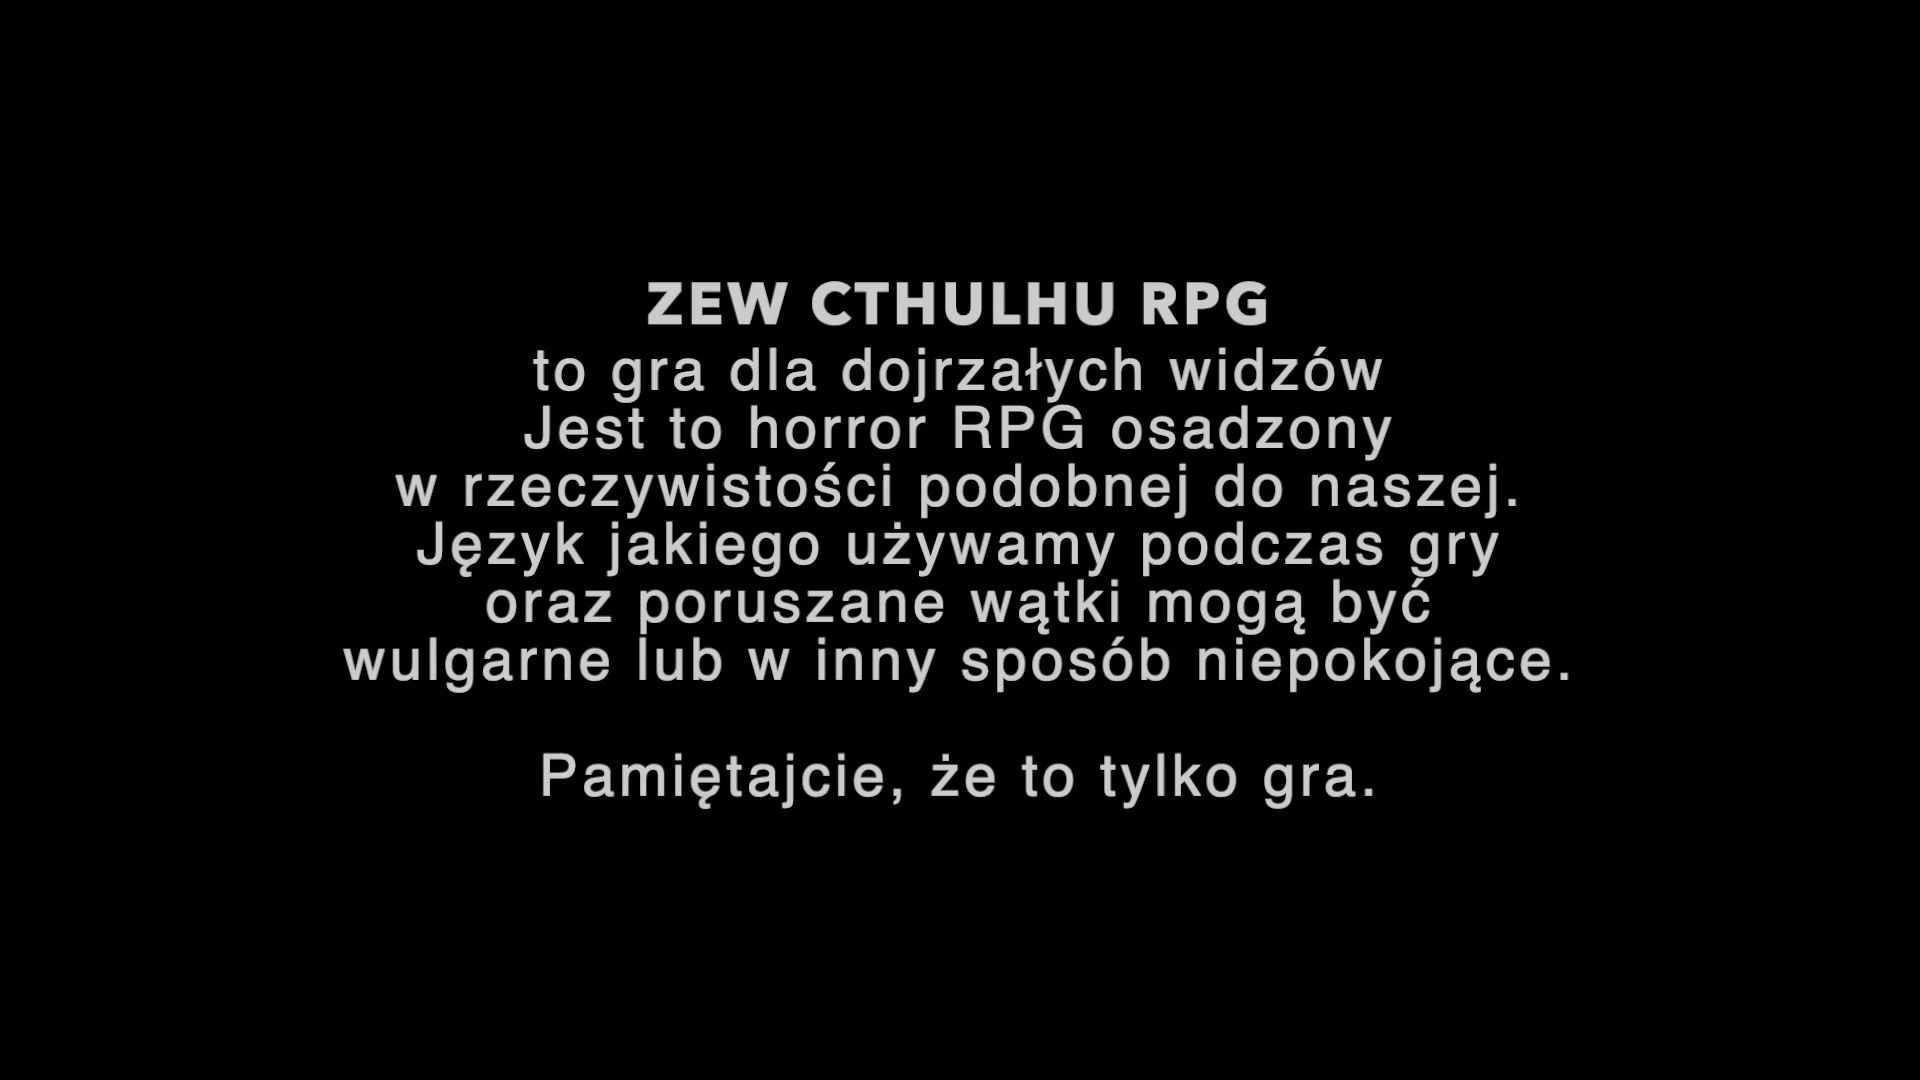 ZEW CTHULHU RPG
to gra dla dojrzałych widzów
Jest to horror RPG osadzony
w rzeczywistości podobnej do naszej.
Język jakiego używamy podczas gry
oraz poruszane wątki mogą być
wulgarne lub w inny sposób niepokojące.
Pamiętajcie, że to tylko gra.